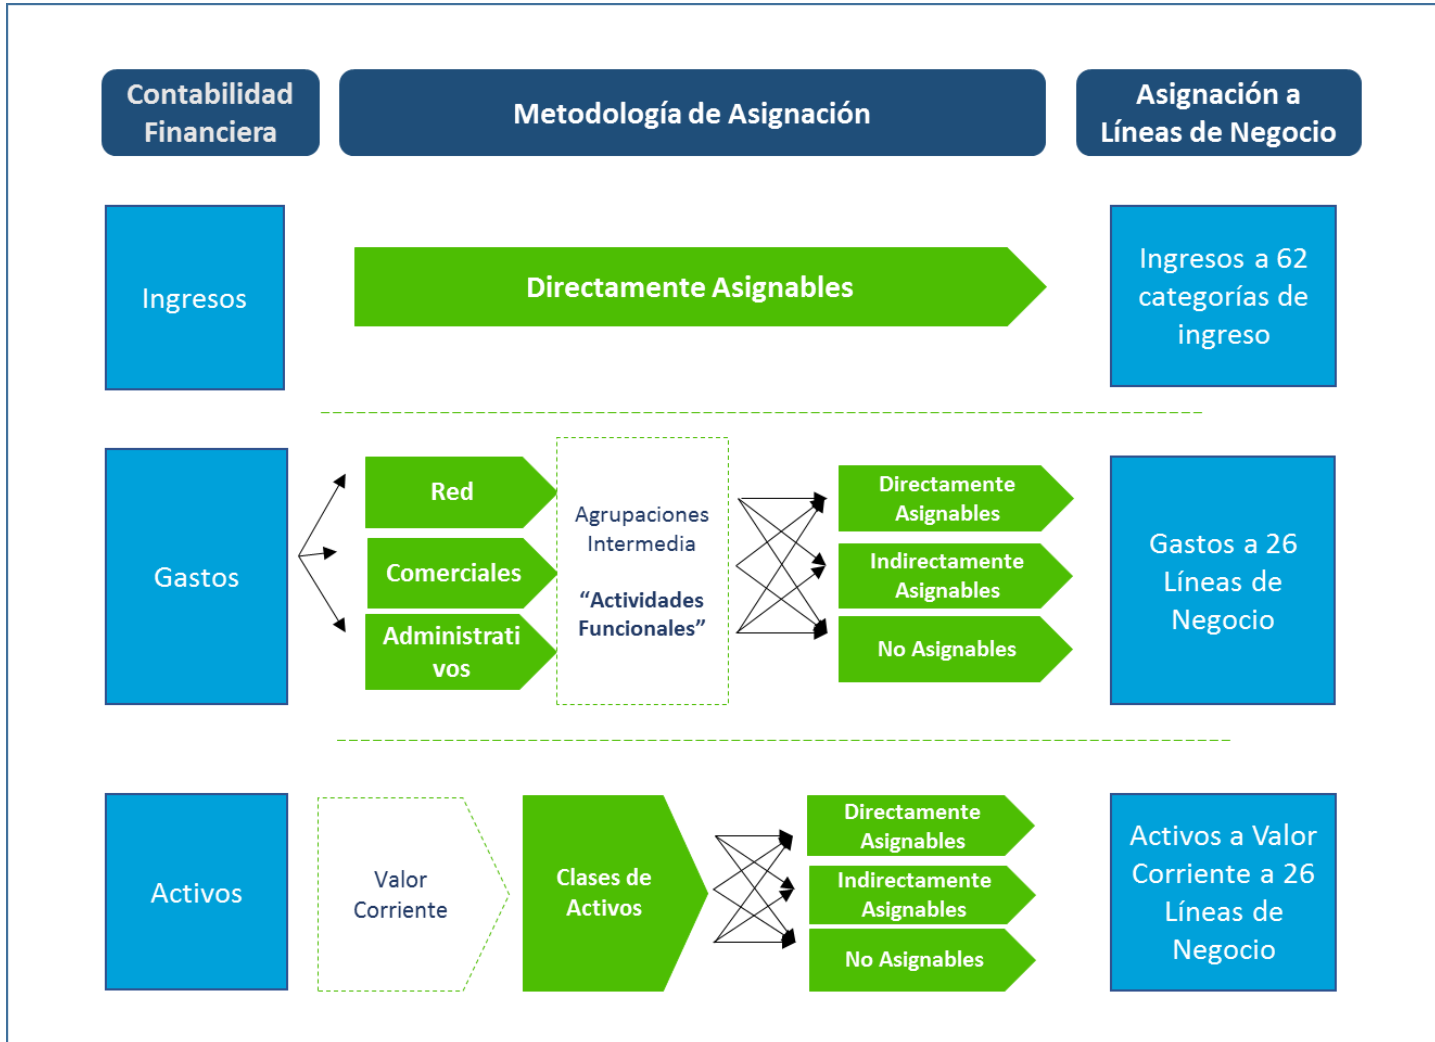 Contabilidad
Financiera
Metodología de Asignación
Asignación a
Líneas de Negocio
Ingresos
Directamente Asignables
Ingresos a 62
categorías de
ingreso
Gastos
Red
Comerciales
Administrati
vos
Agrupaciones
Intermedia
“Actividades
Funcionales”
Directamente
Asignables
Indirectamente
Asignables
No Asignables
Gastos a 26
Líneas de
Negocio
Activos
Valor
Corriente
Clases de
Activos
Directamente
Asignables
Indirectamente
Asignables
No Asignables
Activos a Valor
Corriente a 26
Líneas de
Negocio